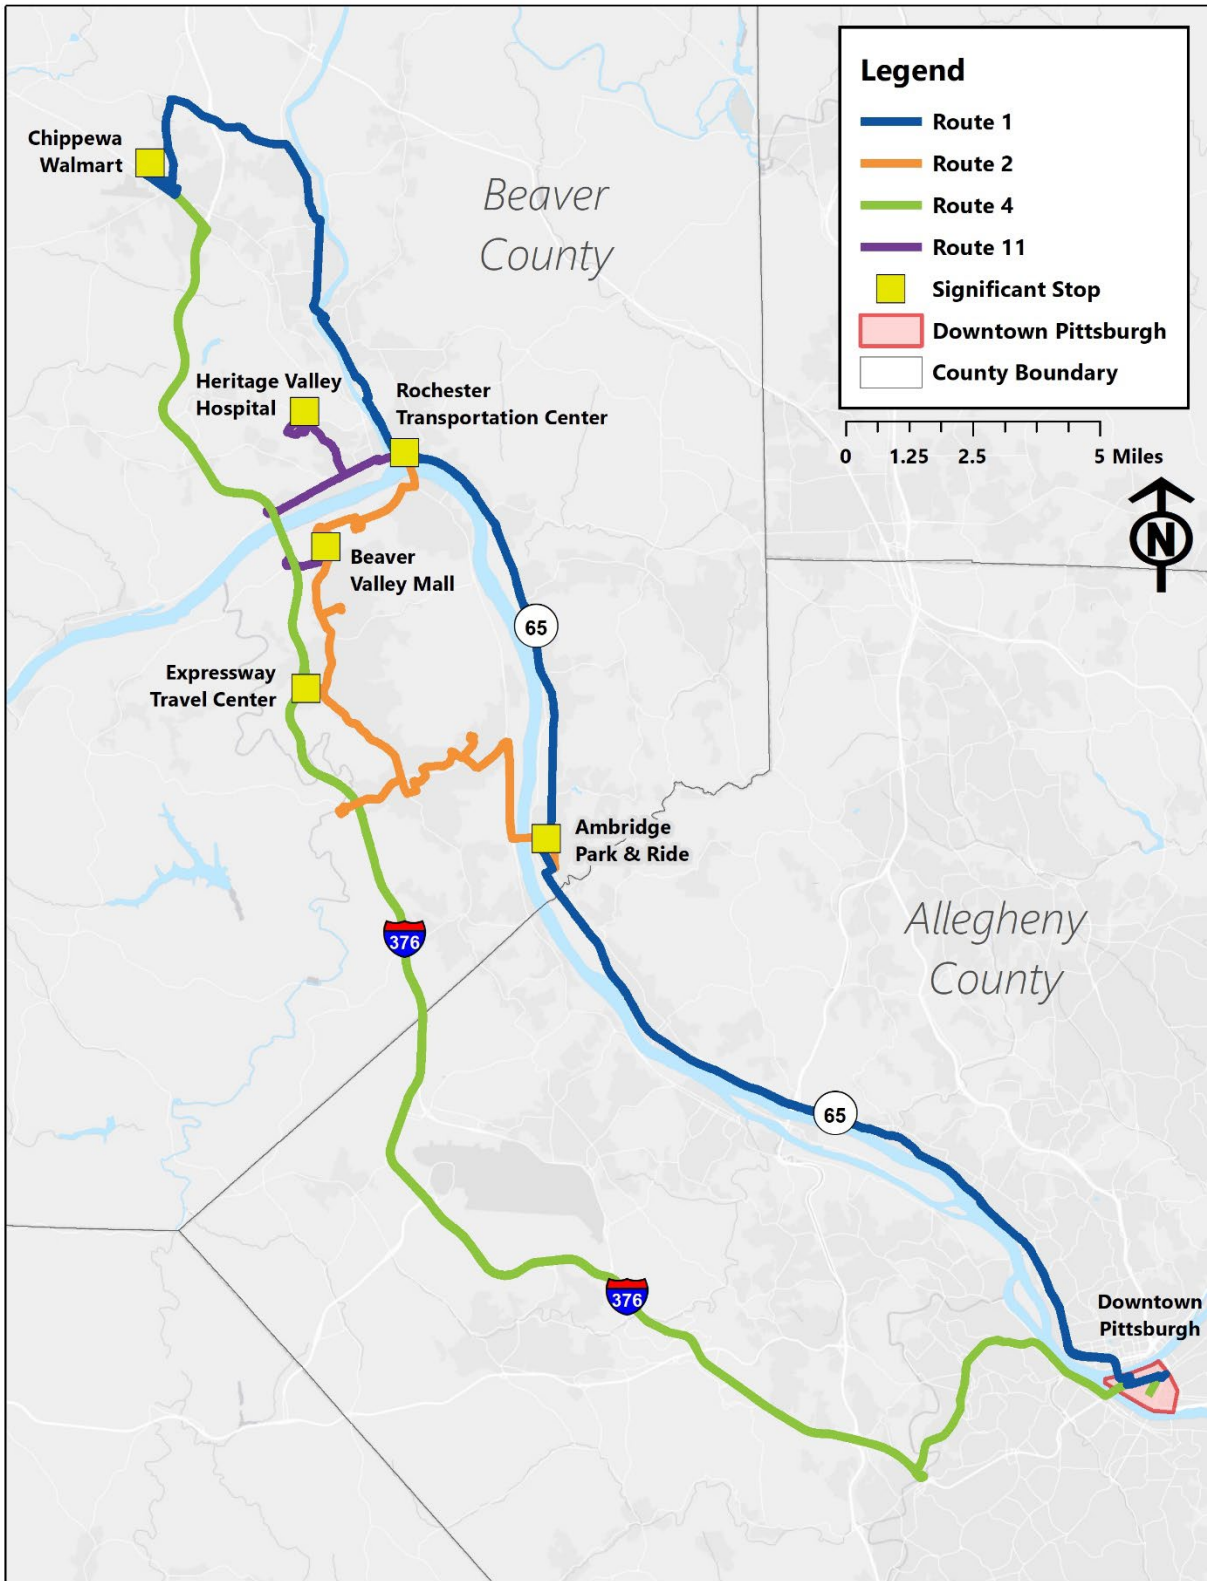 Legend
Route 1
Route 2
Route 4
Route 11
Significant Stop
Downtown Pittsburgh
County Boundary
0 1.25 2.5 5 Miles
N
Chippewa
Walmart
Beaver
County
Heritage Valley
Hospital
Rochester
Transportation Center
Beaver
Valley Mall
65
Expressway
Travel Center
Ambridge
Park & Ride
376
Allegheny
County
65
376
Downtown
Pittsburgh